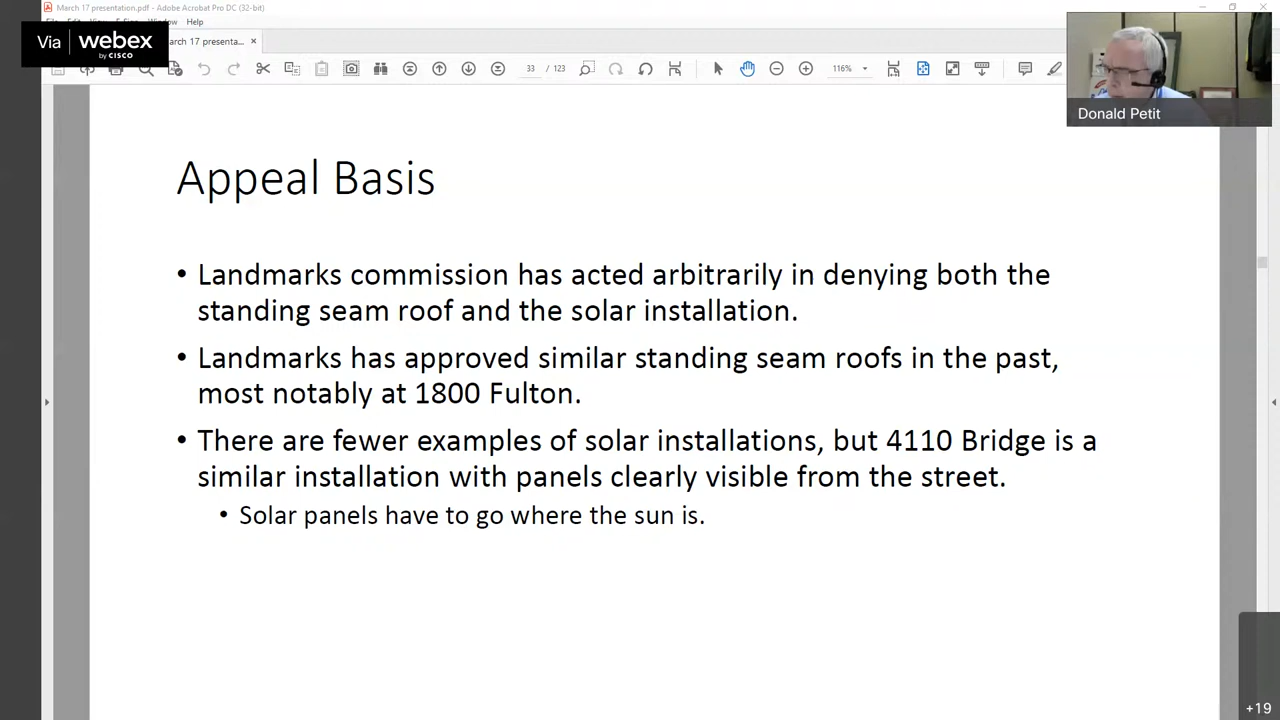 March 17 presentation.pdf - Adobe Acrobat Pro DC (32-bit)
Help
Via webex
by CISCO
arch 17 presenta...
33 / 123
116%
Donald Petit
Appeal Basis
• Landmarks commission has acted arbitrarily in denying both the
standing seam roof and the solar installation.
• Landmarks has approved similar standing seam roofs in the past,
most notably at 1800 Fulton.
• There are fewer examples of solar installations, but 4110 Bridge is a
similar installation with panels clearly visible from the street.
• Solar panels have to go where the sun is.
+19